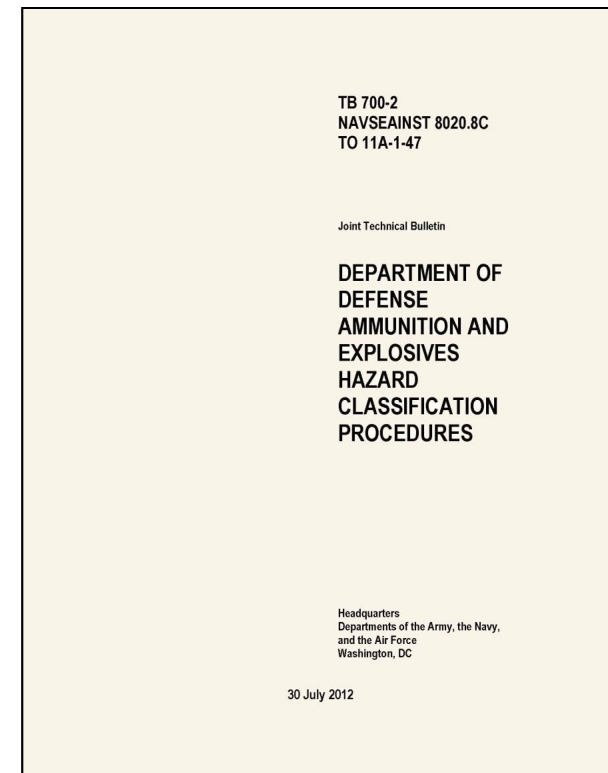 TB 700-2
NAVSEAINST 8020.8C
TO 11A-1-47
Joint Technical Bulletin
DEPARTMENT OF
DEFENSE
AMMUNITION AND
EXPLOSIVES
HAZARD
CLASSIFICATION
PROCEDURES
Headquarters
Departments of the Army, the Navy,
and the Air Force
Washington, DC
30 July 2012